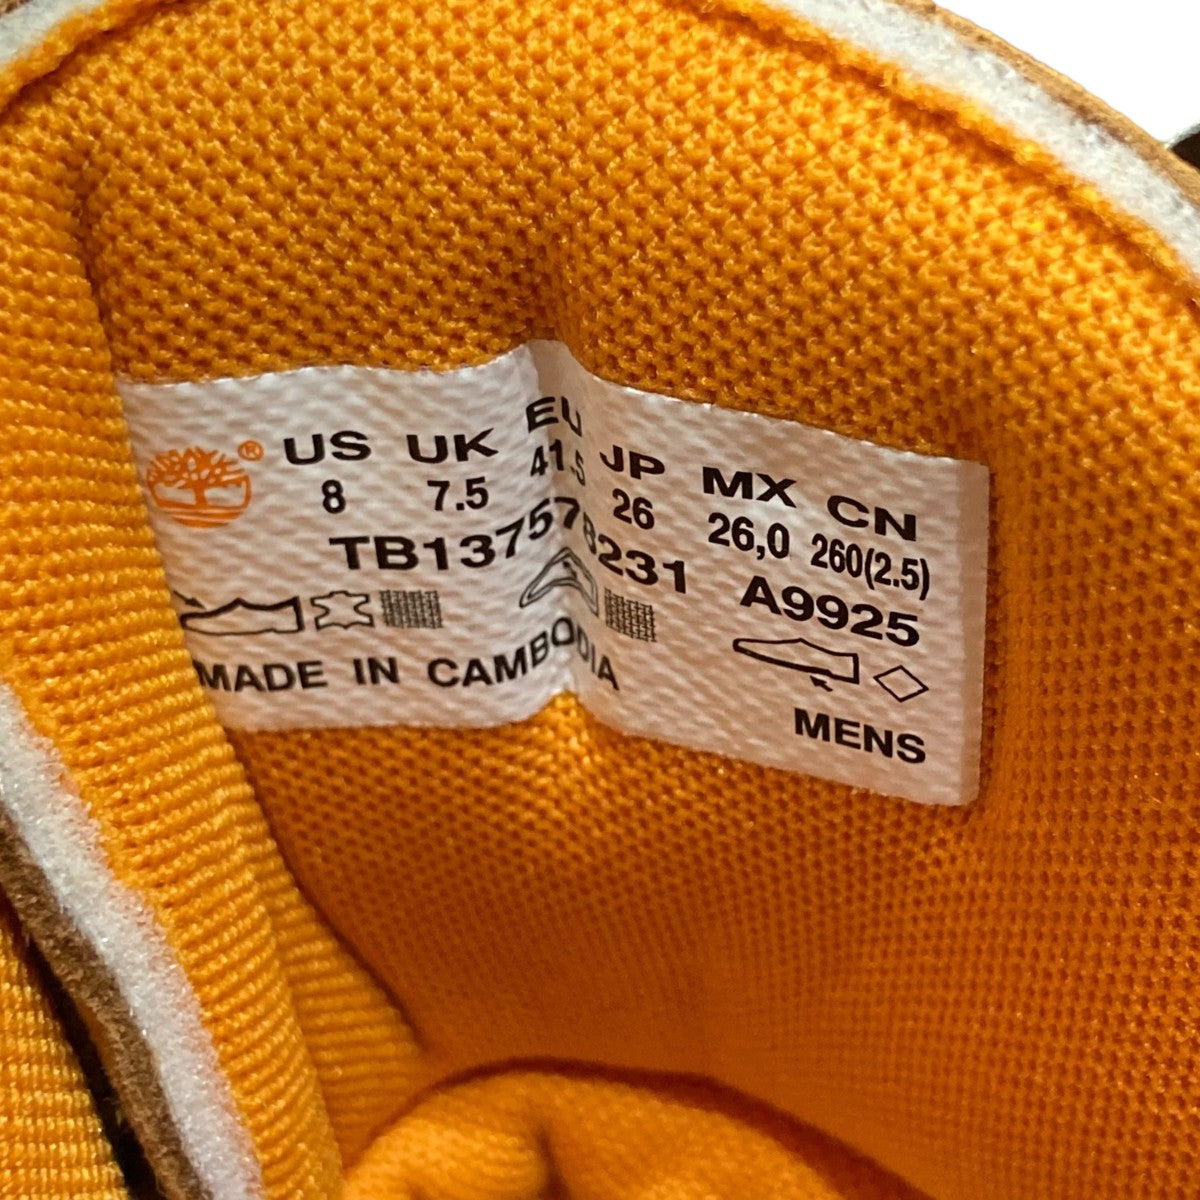 ® US UK EU JP MX CN
8 7.5 41.5 26 26,0 260(2.5)
TB137578231 A9925
MADE IN CAMBODIA
MENS